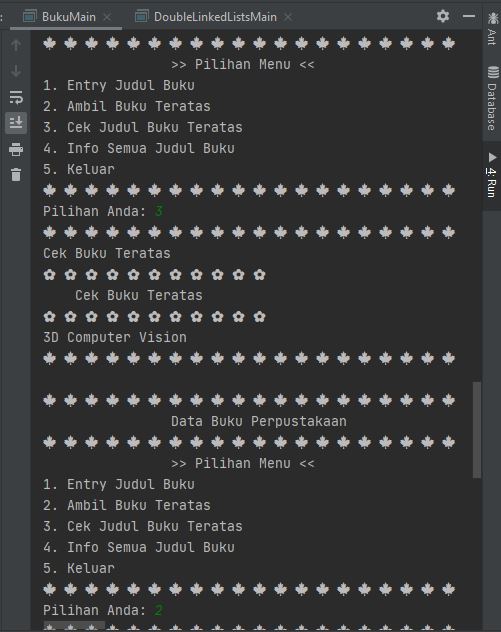 BukuMain
DoubleLinkedListsMain
Ant
Database
4: Run
>> Pilihan Menu <<
1. Entry Judul Buku
2. Ambil Buku Teratas
3. Cek Judul Buku Teratas
4. Info Semua Judul Buku
5. Keluar
Pilihan Anda: 3
Cek Buku Teratas
Cek Buku Teratas
3D Computer Vision
Data Buku Perpustakaan
>> Pilihan Menu <<
1. Entry Judul Buku
2. Ambil Buku Teratas
3. Cek Judul Buku Teratas
4. Info Semua Judul Buku
5. Keluar
Pilihan Anda: 2